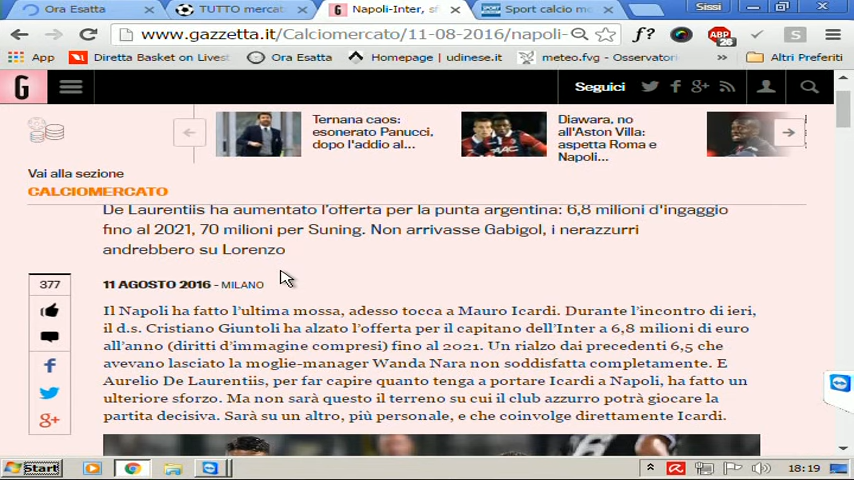 Ora Esatta
TUTTO mercat
Napoli-Inter, sf
Sport calcio me
Sissi
www.gazzetta.it/Calciomercato/11-08-2016/napoli-
f?
ABP
26
S
App
Diretta Basket on Livest
Ora Esatta
Homepage | udinese.it
meteo.fvg - Osservatori
»
Altri Preferiti
G
Seguici
Ternana caos:
esonerato Panucci,
dopo l'addio al...
Diawara, no
all'Aston Villa:
aspetta Roma e
Napoli...
Vai alla sezione
CALCIOMERCATO
De Laurentiis ha aumentato l'offerta per la punta argentina: 6,8 milioni d'ingaggio
fino al 2021, 70 milioni per Suning. Non arrivasse Gabigol, i nerazzurri
andrebbero su Lorenzo
377
11 AGOSTO 2016 - MILANO
Il Napoli ha fatto l'ultima mossa, adesso tocca a Mauro Icardi. Durante l'incontro di ieri,
il d.s. Cristiano Giuntoli ha alzato l'offerta per il capitano dell'Inter a 6,8 milioni di euro
all'anno (diritti d'immagine compresi) fino al 2021. Un rialzo dai precedenti 6,5 che
avevano lasciato la moglie-manager Wanda Nara non soddisfatta completamente. E
Aurelio De Laurentiis, per far capire quanto tenga a portare Icardi a Napoli, ha fatto un
ulteriore sforzo. Ma non sarà questo il terreno su cui il club azzurro potrà giocare la
partita decisiva. Sarà su un altro, più personale, e che coinvolge direttamente Icardi.
Start
18:19